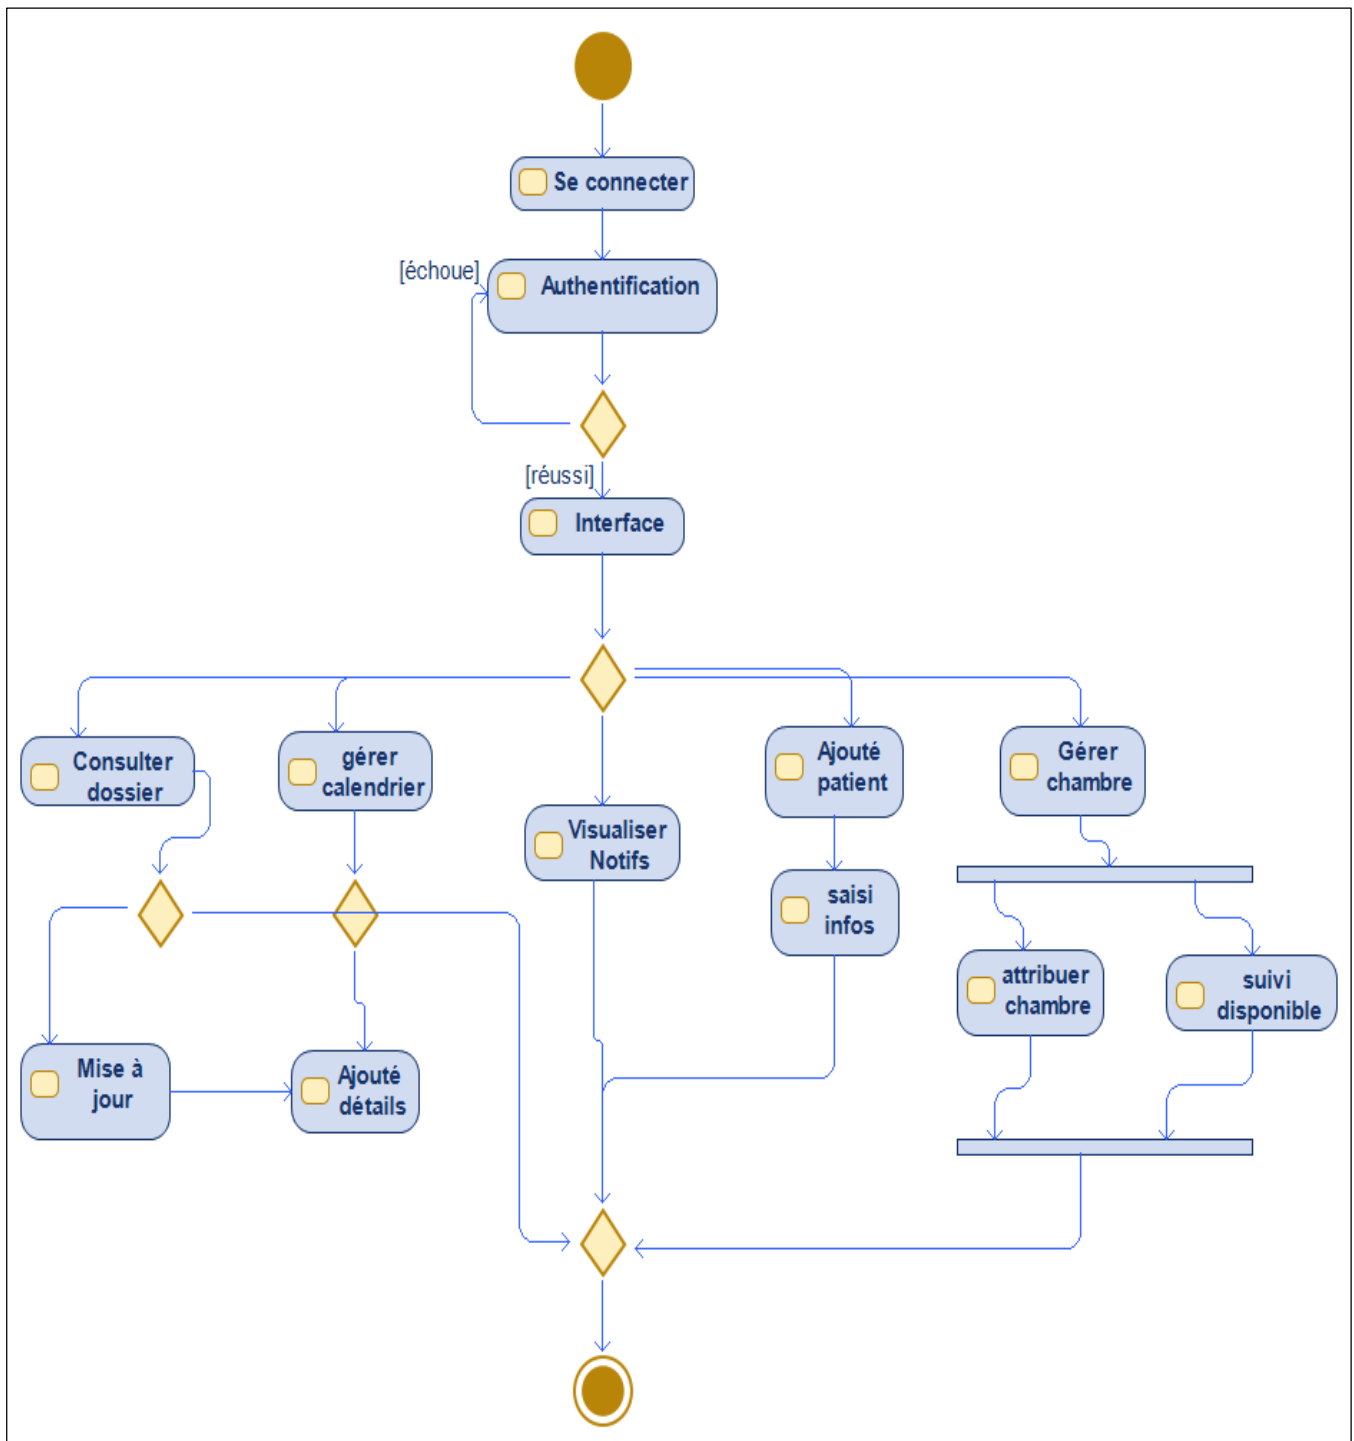 Se connecter
[échoue]
Authentification
[réussi]
Interface
Consulter
dossier
gérer
calendrier
Visualiser
Notifs
Ajouté
patient
Gérer
chambre
saisi
infos
attribuer
chambre
suivi
disponible
Mise à
jour
Ajouté
détails